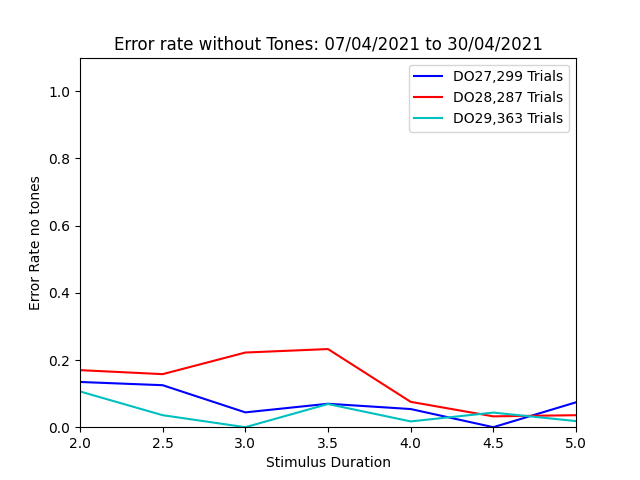 Error rate without Tones: 07/04/2021 to 30/04/2021
DO27,299 Trials
DO28,287 Trials
DO29,363 Trials
Error Rate no tones
1.0
0.8
0.6
0.4
0.2
0.0
2.0 2.5 3.0 3.5 4.0 4.5 5.0
Stimulus Duration